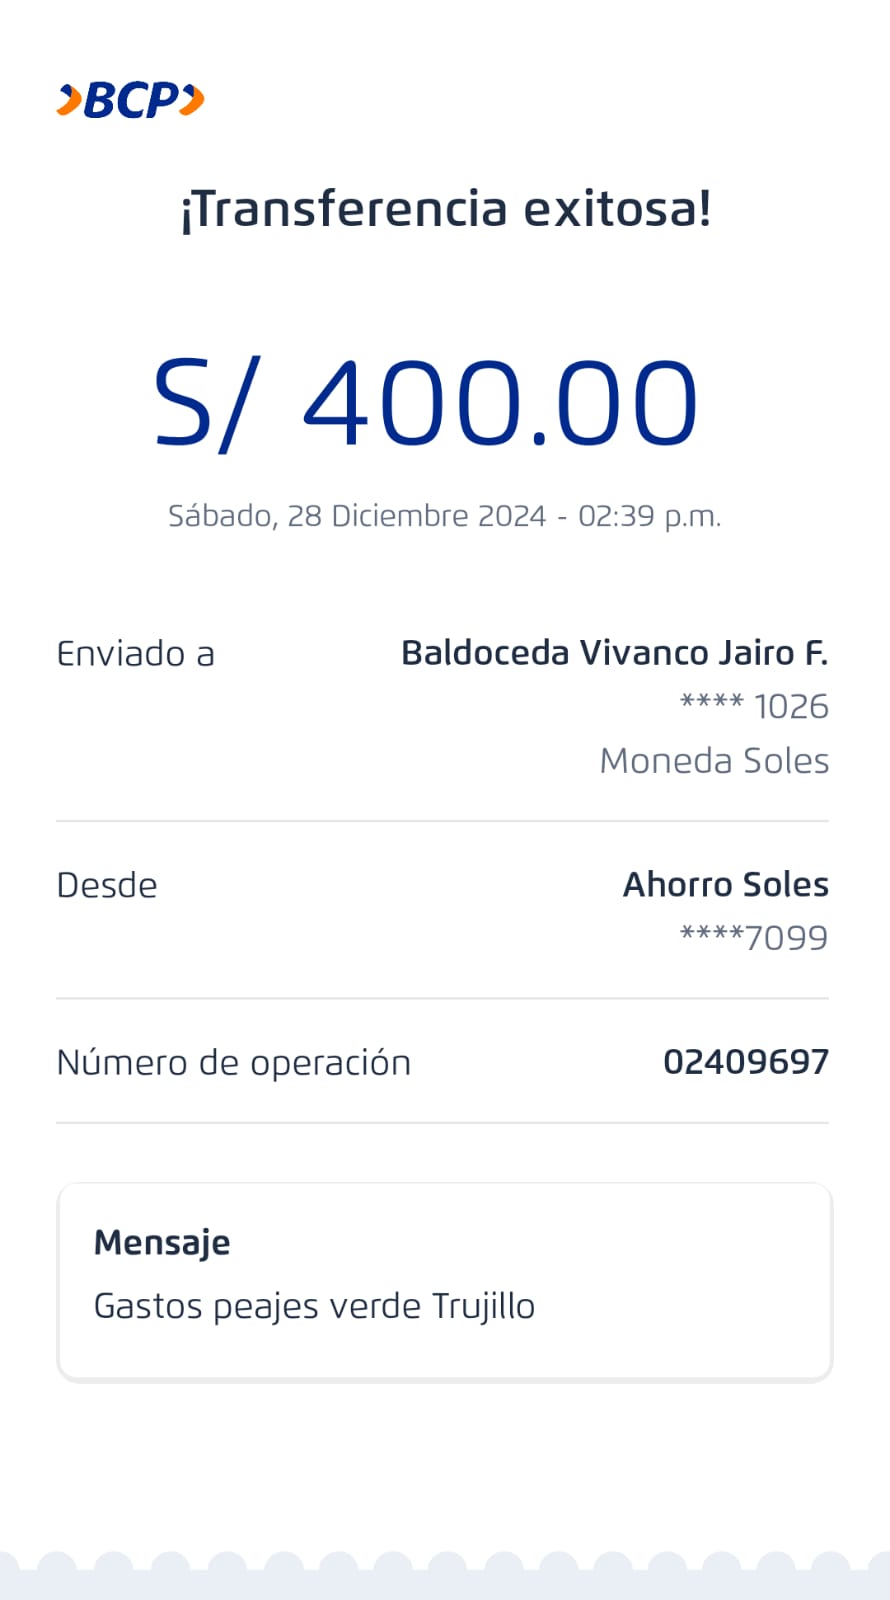 BCP
¡Transferencia exitosa!
S/ 400.00
Sábado, 28 Diciembre 2024 - 02:39 p.m.
Enviado a Baldoceda Vivanco Jairo F.
**** 1026
Moneda Soles
Desde Ahorro Soles
****7099
Número de operación 02409697
Mensaje
Gastos peajes verde Trujillo